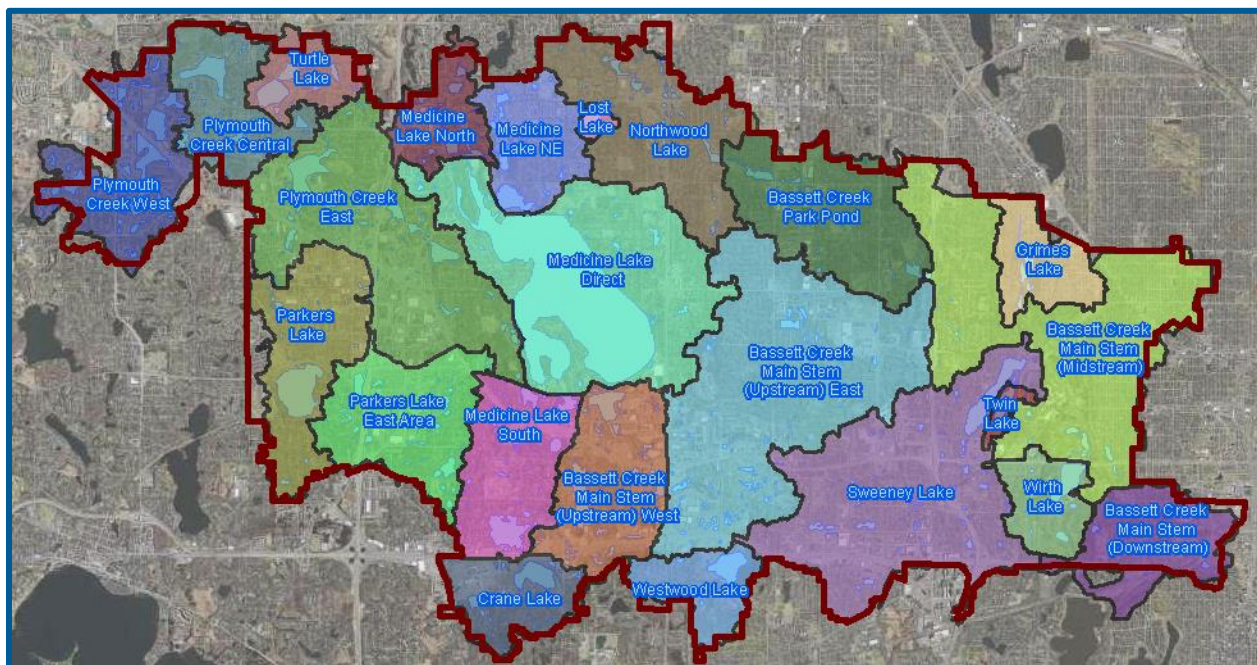 Turtle
Lake
Plymouth
Creek Central
Medicine
Lake North
Medicine
Lake NE
Lost
Lake
Northwood
Lake
Plymouth
Creek West
Plymouth Creek
East
Bassett Creek
Park Pond
Grimes
Lake
Medicine Lake
Direct
Parkers
Lake
Bassett Creek
Main Stem
(Upstream) East
Bassett Creek
Main Stem
(Midstream)
Parkers Lake
East Area
Medicine Lake
South
Twin
Lake
Bassett Creek
Main Stem
(Upstream) West
Sweeney Lake
Wirth
Lake
Bassett Creek
Main Stem
(Downstream)
Crane Lake
Westwood Lake